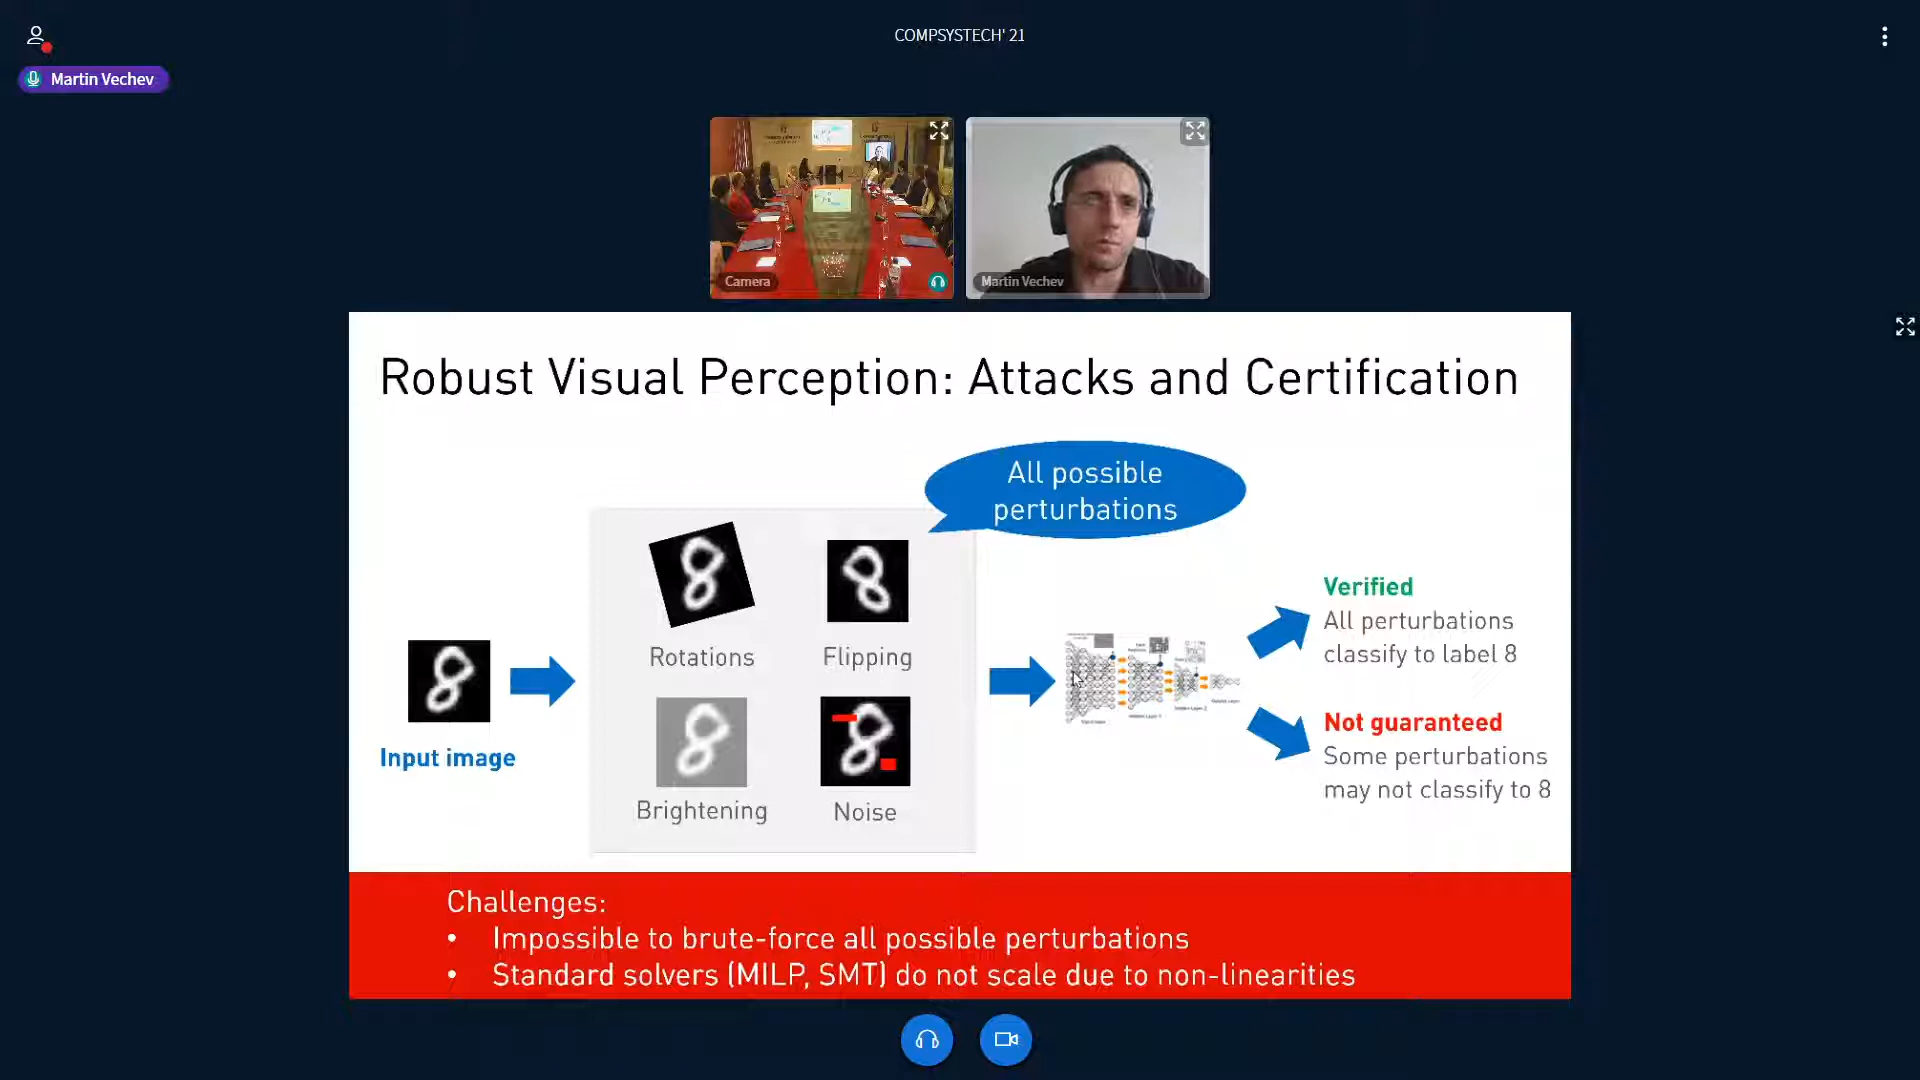 COMPSYSTECH' 21
Martin Vechev
Camera
Martin Vechev
Robust Visual Perception: Attacks and Certification
All possible
perturbations
Rotations
Flipping
Brightening
Noise
Input image
Verified
All perturbations
classify to label 8
Not guaranteed
Some perturbations
may not classify to 8
Challenges:
• Impossible to brute-force all possible perturbations
• Standard solvers (MILP, SMT) do not scale due to non-linearities